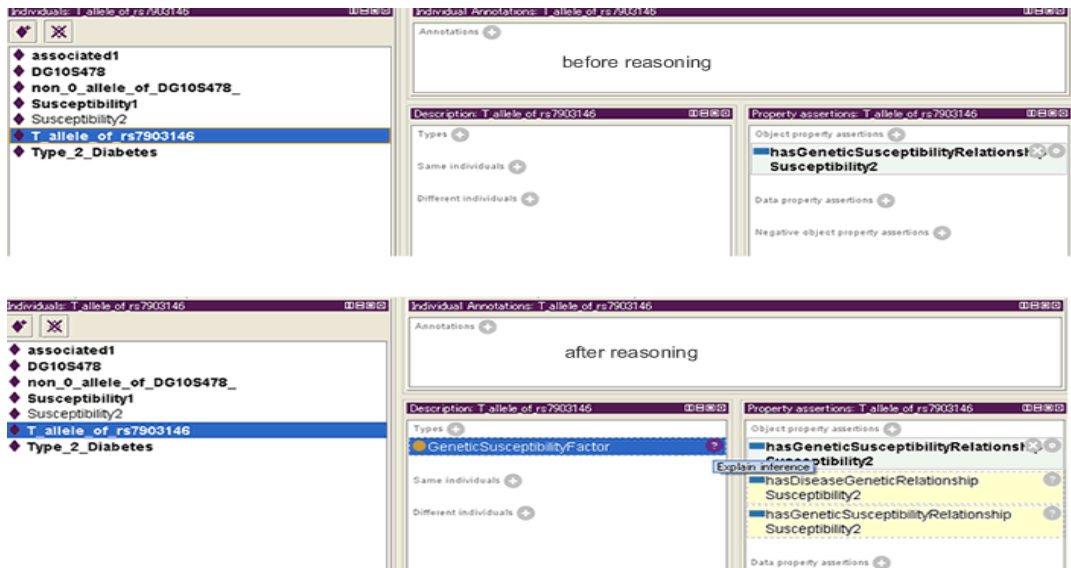 Individuals: T_allele_of_rs7903146
Individual Annotations: T_allele_of_rs7903146
Annotations
before reasoning
associated1
DG10S478
non_0_allele_of_DG10S478_
Susceptibility1
Susceptibility2
T_allele_of_rs7903146
Type_2_Diabetes
Description: T_allele_of_rs7903146
Types
Same individuals
Different individuals
Property assertions: T_allele_of_rs7903146
Object property assertions
hasGeneticSusceptibilityRelationsh
Susceptibility2
Data property assertions
Negative object property assertions
Individuals: T_allele_of_rs7903146
Individual Annotations: T_allele_of_rs7903146
Annotations
after reasoning
associated1
DG10S478
non_0_allele_of_DG10S478_
Susceptibility1
Susceptibility2
T_allele_of_rs7903146
Type_2_Diabetes
Description: T_allele_of_rs7903146
Types
GeneticSusceptibilityFactor
Explain inference
Same individuals
Different individuals
Property assertions: T_allele_of_rs7903146
Object property assertions
hasGeneticSusceptibilityRelationsh
Susceptibility2
hasDiseaseGeneticRelationship
Susceptibility2
hasGeneticSusceptibilityRelationship
Susceptibility2
Data property assertions